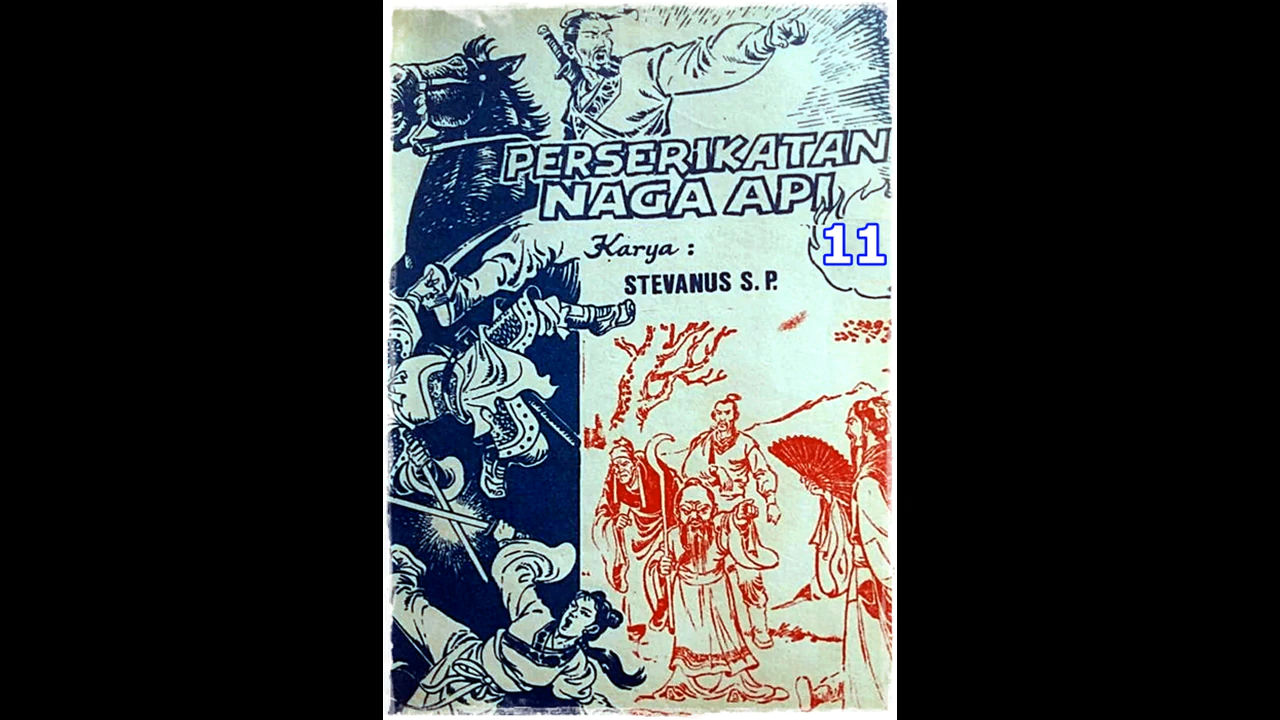 PERSERIKATAN
NAGA API
11
Karya :
STEVANUS S. P.